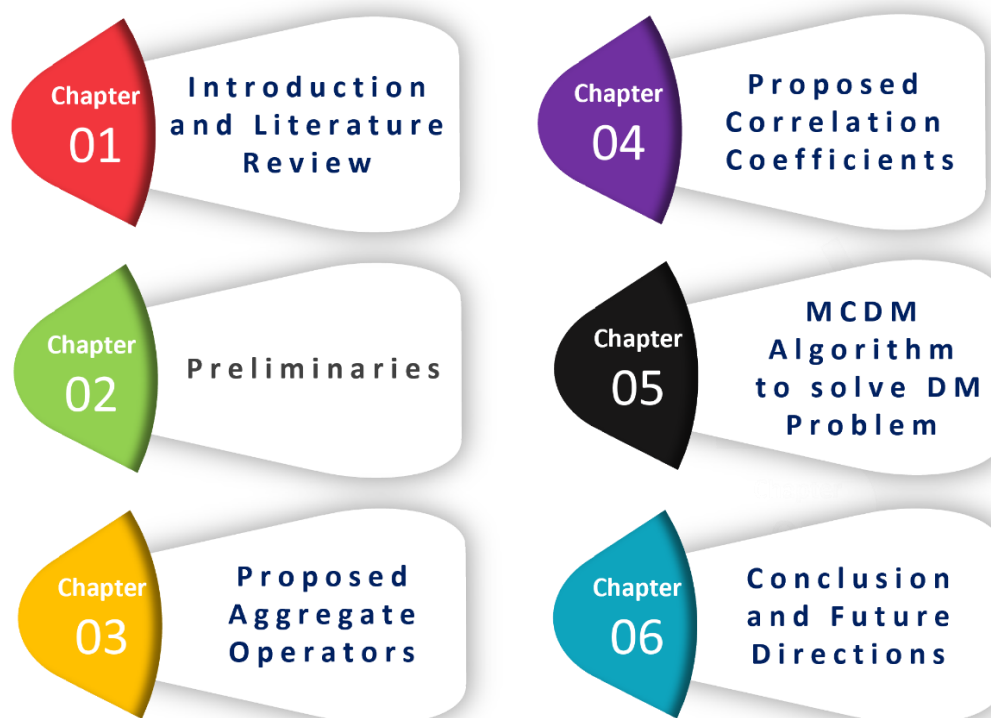 Chapter
01
Introduction
and Literature
Review
Chapter
02
Preliminaries
Chapter
03
Proposed
Aggregate
Operators
Chapter
04
Proposed
Correlation
Coefficients
Chapter
05
MCDM
Algorithm
to solve DM
Problem
Chapter
06
Conclusion
and Future
Directions